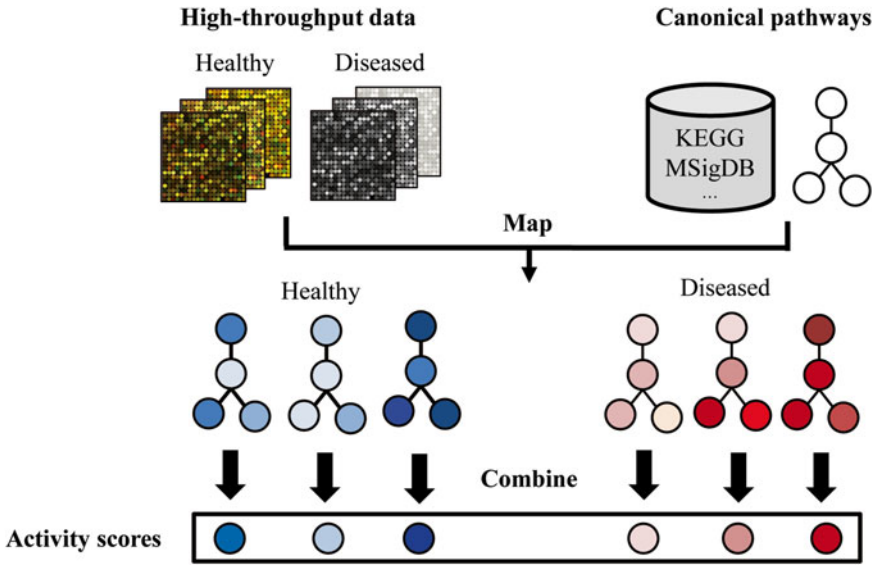 High-throughput data
Canonical pathways
Healthy
Diseased
KEGG
MSigDB
...
Map
Healthy
Diseased
Combine
Activity scores